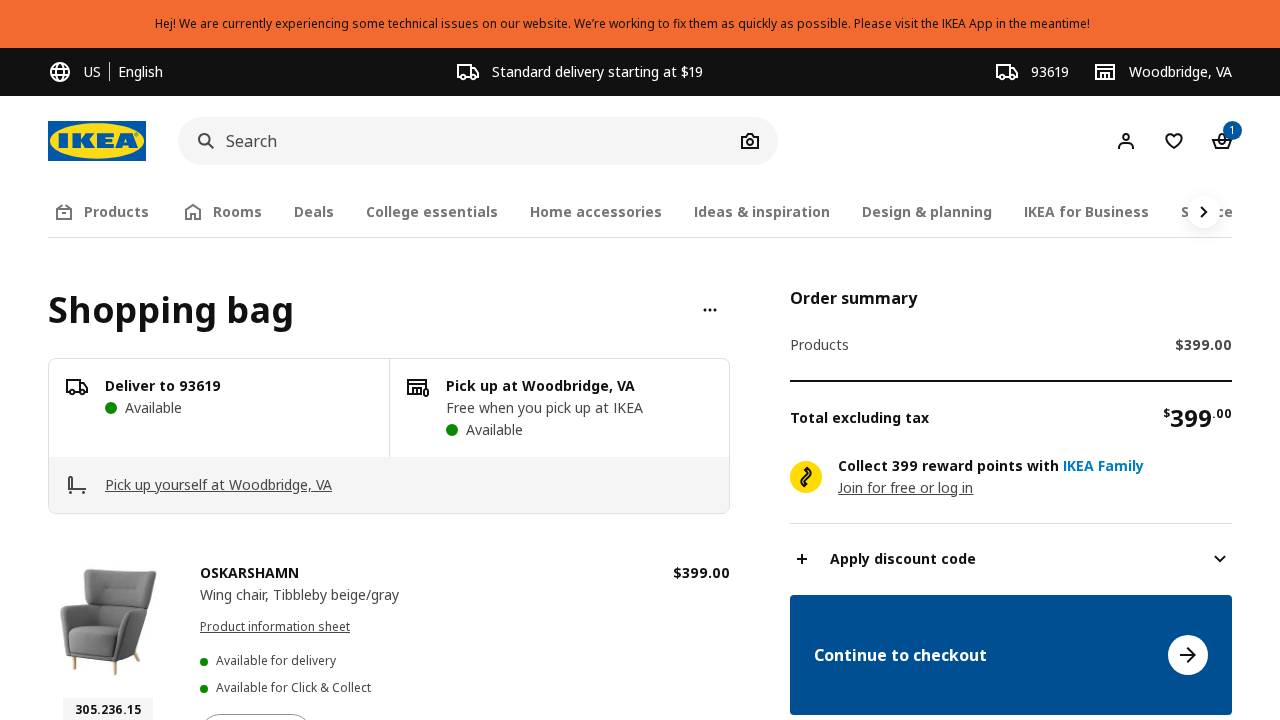 Hej! We are currently experiencing some technical issues on our website. We're working to fix them as quickly as possible. Please visit the IKEA App in the meantime!
US English
Standard delivery starting at $19
93619
Woodbridge, VA
IKEA
Search
1
Products
Rooms
Deals
College essentials
Home accessories
Ideas & inspiration
Design & planning
IKEA for Business
Shopping bag
Deliver to 93619
Available
Pick up at Woodbridge, VA
Free when you pick up at IKEA
Available
Pick up yourself at Woodbridge, VA
OSKARSHAMN
$399.00
Wing chair, Tibbleby beige/gray
Product information sheet
Available for delivery
Available for Click & Collect
305.236.15
Order summary
Products $399.00
Total excluding tax $399.00
Collect 399 reward points with IKEA Family
Join for free or log in
Apply discount code
Continue to checkout